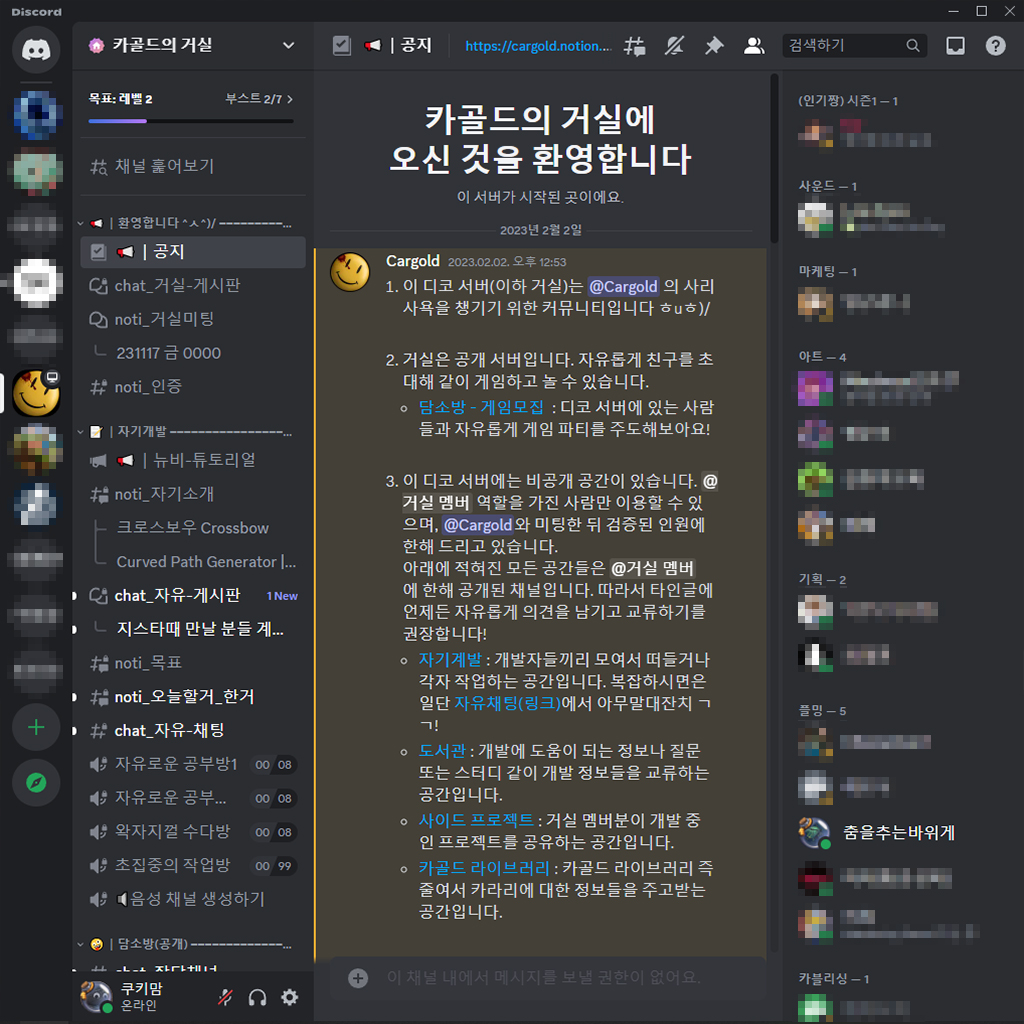 Discord
카골드의 거실
목표: 레벨 2
부스트 2/7
채널 훑어보기
| 환영합니다 ^ㅅ^)/ ----------...
| 공지
chat_거실-게시판
noti_거실미팅
231117 금 0000
noti_인증
| 자기개발 ----------------...
| 뉴비-튜토리얼
noti_자기소개
크로스보우 Crossbow
Curved Path Generator |...
chat_자유-게시판 1 New
지스타때 만날 분들 계...
noti_목표
noti_오늘할거_한거
chat_자유-채팅
자유로운 공부방1 00 08
자유로운 공부... 00 08
왁자지껄 수다방 00 08
초집중의 작업방 00 99
음성 채널 생성하기
| 담소방(공개) -------------...
쿠키맘
온라인
| 공지
https://cargold.notion....
검색하기
카골드의 거실에
오신 것을 환영합니다
이 서버가 시작된 곳이에요.
2023년 2월 2일
Cargold 2023.02.02. 오후 12:53
1. 이 디코 서버(이하 거실)는 @Cargold 의 사리
사욕을 챙기기 위한 커뮤니티입니다 ㅎuㅎ)/
2. 거실은 공개 서버입니다. 자유롭게 친구를 초
대해 같이 게임하고 놀 수 있습니다.
담소방 - 게임모집 : 디코 서버에 있는 사람
들과 자유롭게 게임 파티를 주도해보아요!
3. 이 디코 서버에는 비공개 공간이 있습니다. @
거실 멤버 역할을 가진 사람만 이용할 수 있
으며, @Cargold 와 미팅한 뒤 검증된 인원에
한해 드리고 있습니다.
아래에 적혀진 모든 공간들은 @거실 멤버
에 한해 공개된 채널입니다. 따라서 타인글에
언제든 자유롭게 의견을 남기고 교류하기를
권장합니다!
자기계발 : 개발자들끼리 모여서 떠들거나
각자 작업하는 공간입니다. 복잡하시면은
일단 자유채팅(링크)에서 아무말대잔치 ㄱ
ㄱ!
도서관 : 개발에 도움이 되는 정보나 질문
또는 스터디 같이 개발 정보들을 교류하는
공간입니다.
사이드 프로젝트 : 거실 멤버분이 개발 중
인 프로젝트를 공유하는 공간입니다.
카골드 라이브러리 : 카골드 라이브러리 즉
줄여서 카라리에 대한 정보들을 주고받는
공간입니다.
이 채널 내에서 메시지를 보낼 권한이 없어요.
(인기짱) 시즌1 — 1
사운드 — 1
마케팅 — 1
아트 — 4
기획 — 2
플밍 — 5
춤을추는바위게
카블리싱 — 1